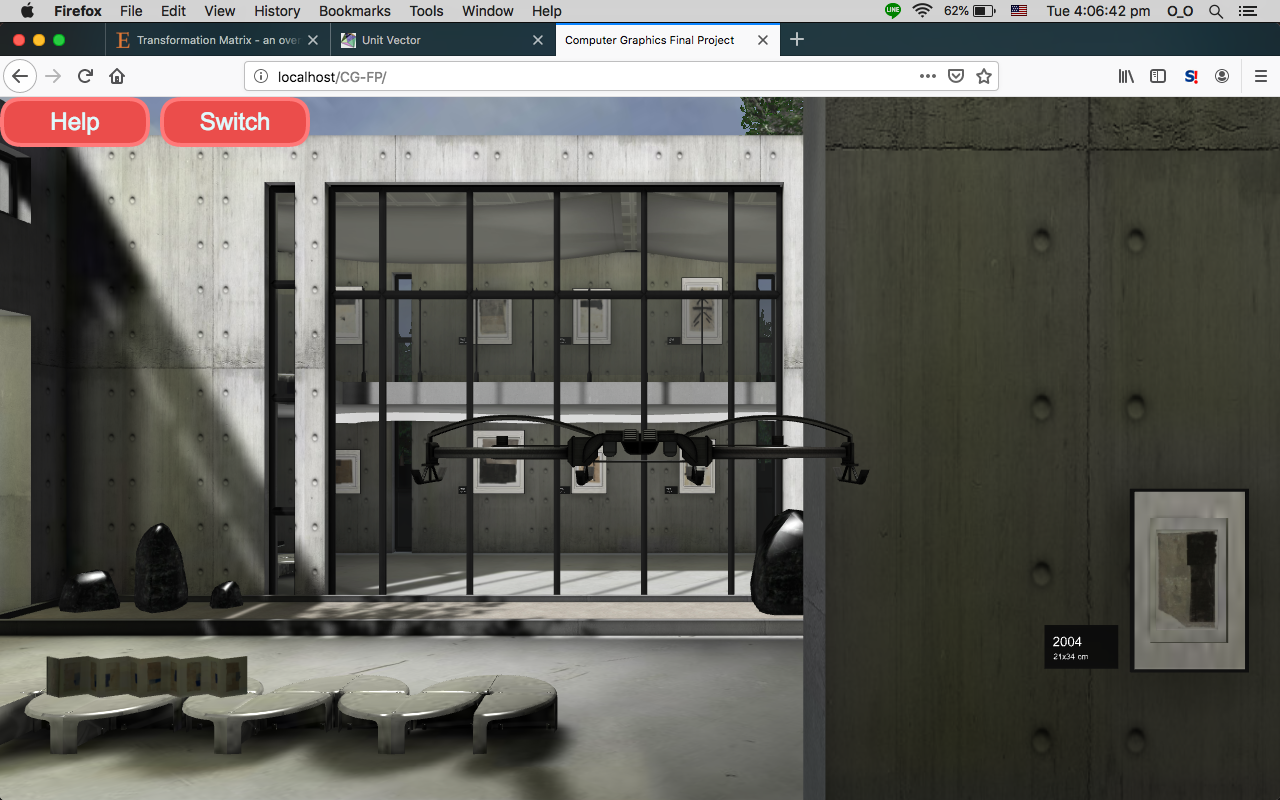 Firefox File Edit View History Bookmarks Tools Window Help LINE 62% Tue 4:06:42 pm O_O
E Transformation Matrix - an over Unit Vector Computer Graphics Final Project
localhost/CG-FP/ S!
Help Switch
2004
21x34 cm